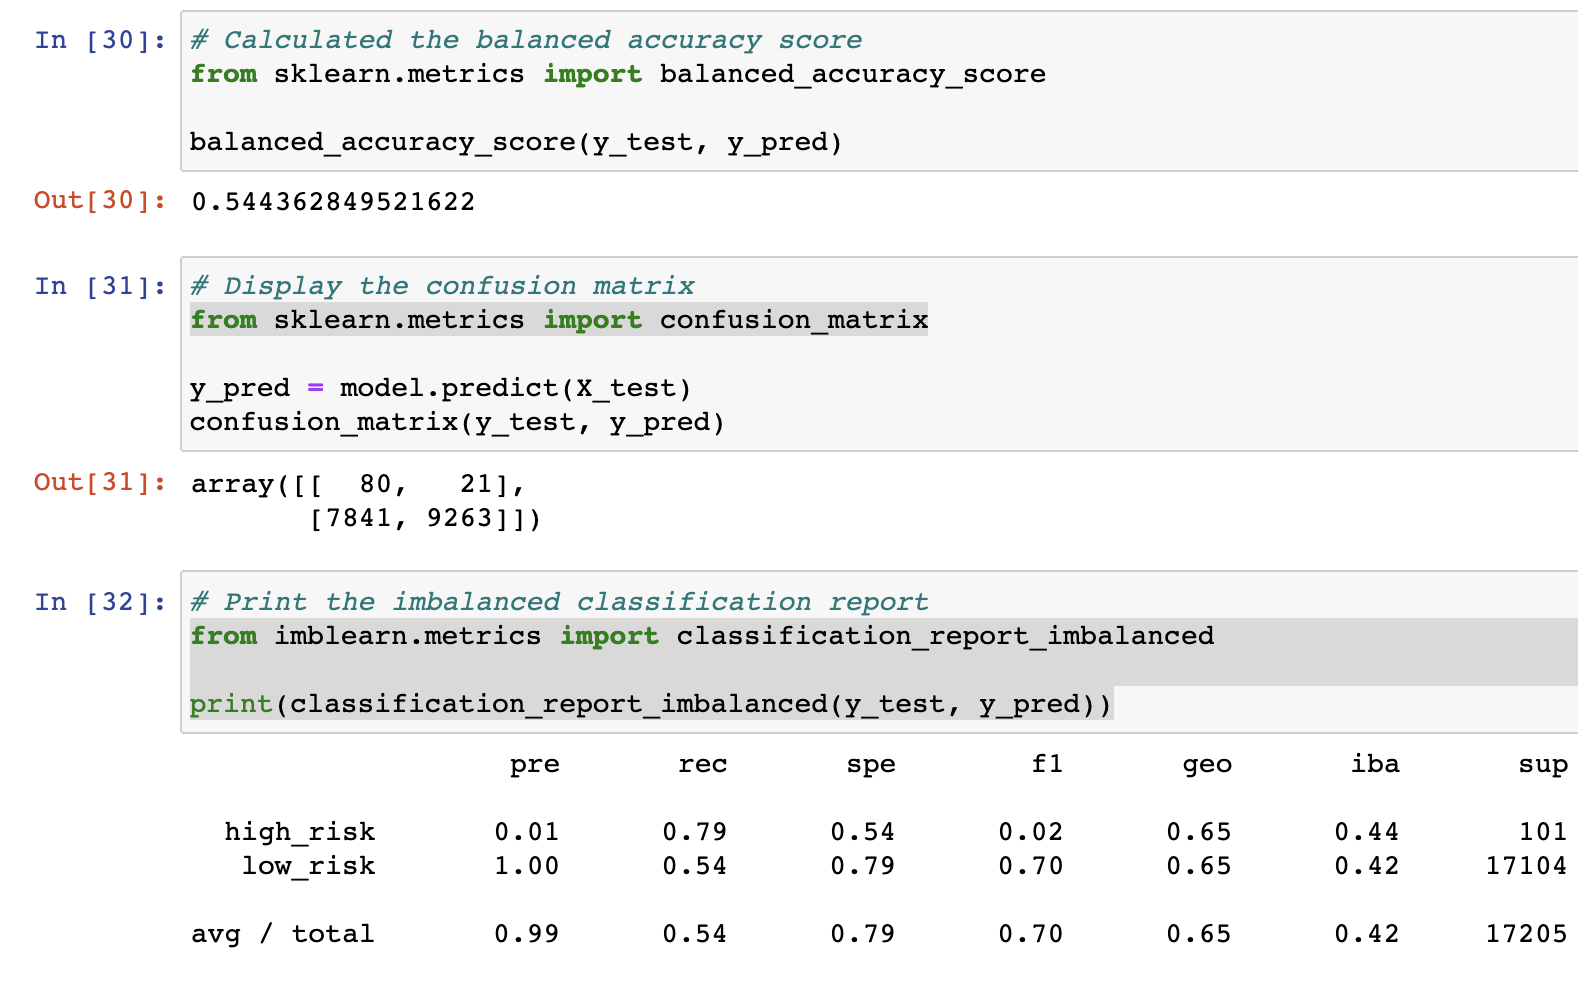 In [30]: # Calculated the balanced accuracy score
from sklearn.metrics import balanced_accuracy_score
balanced_accuracy_score(y_test, y_pred)
Out[30]: 0.544362849521622
In [31]: # Display the confusion matrix
from sklearn.metrics import confusion_matrix
y_pred = model.predict(X_test)
confusion_matrix(y_test, y_pred)
Out[31]: array([[  80,   21],
       [7841, 9263]])
In [32]: # Print the imbalanced classification report
from imblearn.metrics import classification_report_imbalanced
print(classification_report_imbalanced(y_test, y_pred))
pre rec spe f1 geo iba sup
high_risk 0.01 0.79 0.54 0.02 0.65 0.44 101
low_risk 1.00 0.54 0.79 0.70 0.65 0.42 17104
avg / total 0.99 0.54 0.79 0.70 0.65 0.42 17205